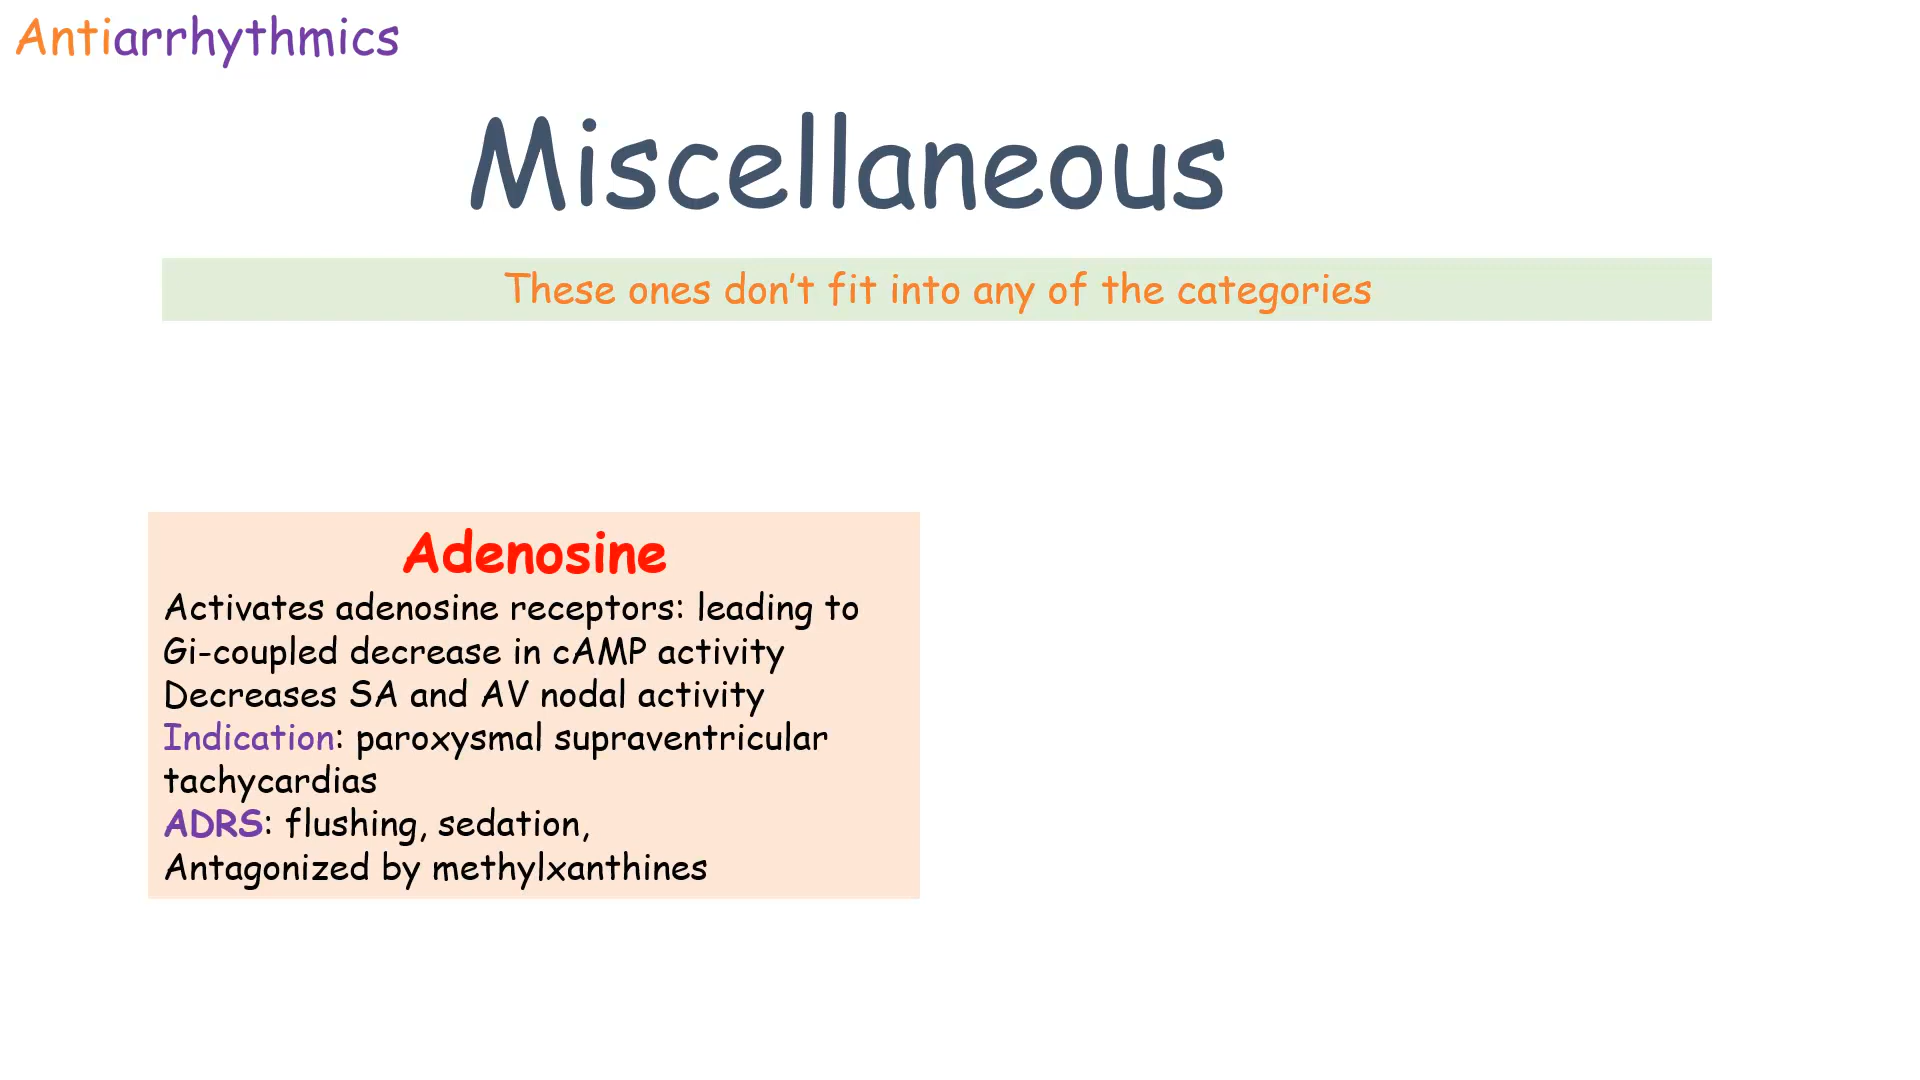 Antiarrhythmics
Miscellaneous
These ones don't fit into any of the categories
Adenosine
Activates adenosine receptors: leading to
Gi-coupled decrease in cAMP activity
Decreases SA and AV nodal activity
Indication: paroxysmal supraventricular
tachycardias
ADRS: flushing, sedation,
Antagonized by methylxanthines